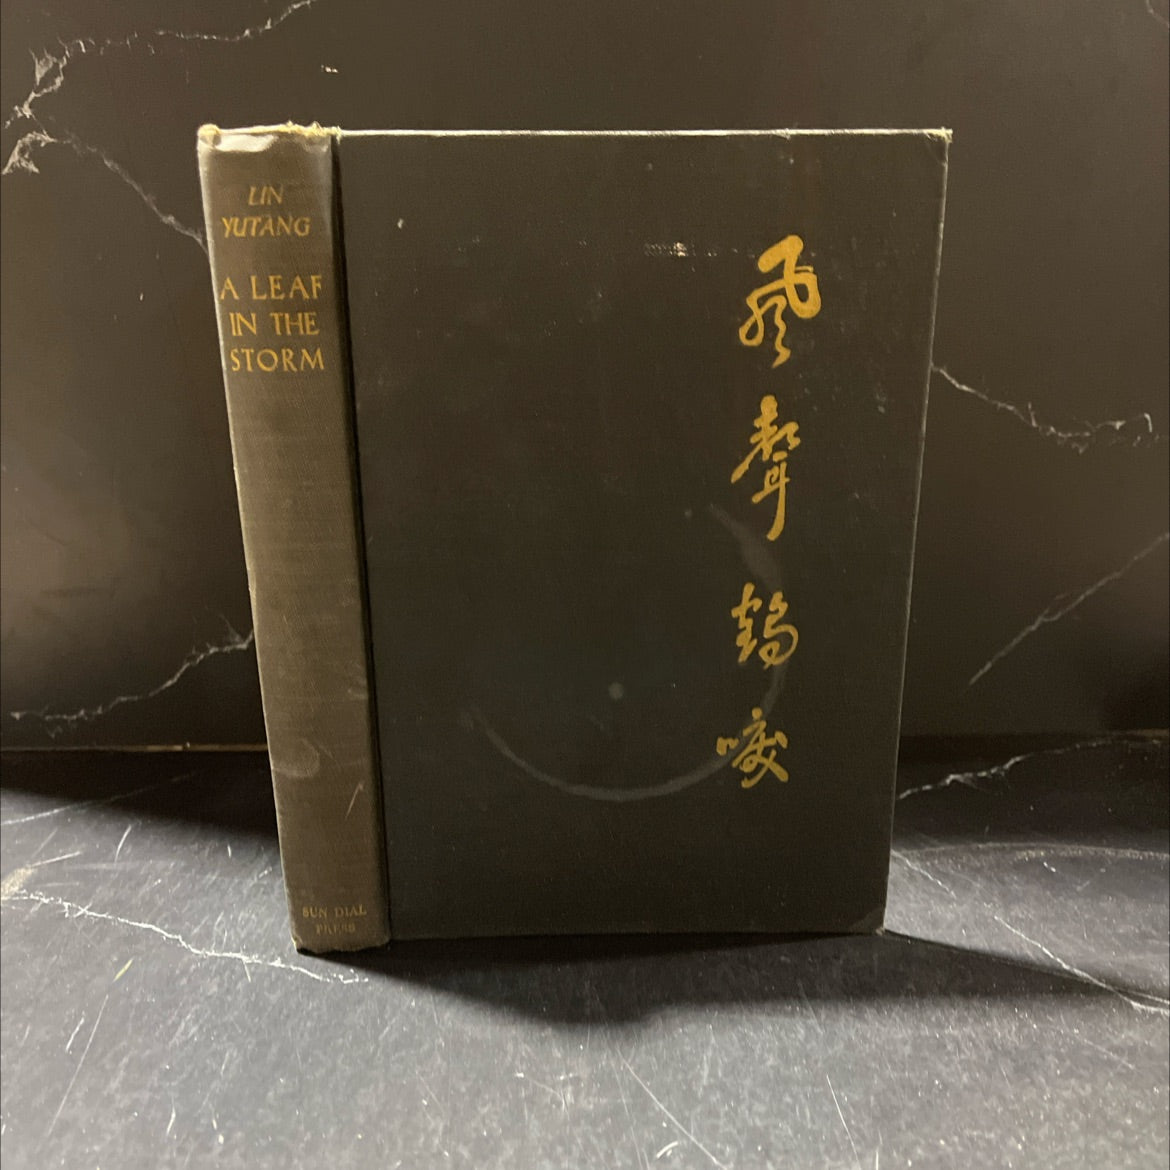 LIN
YUTANG
A LEAF
IN THE
STORM
SUN DIAL
PRESS
風聲鶴唳